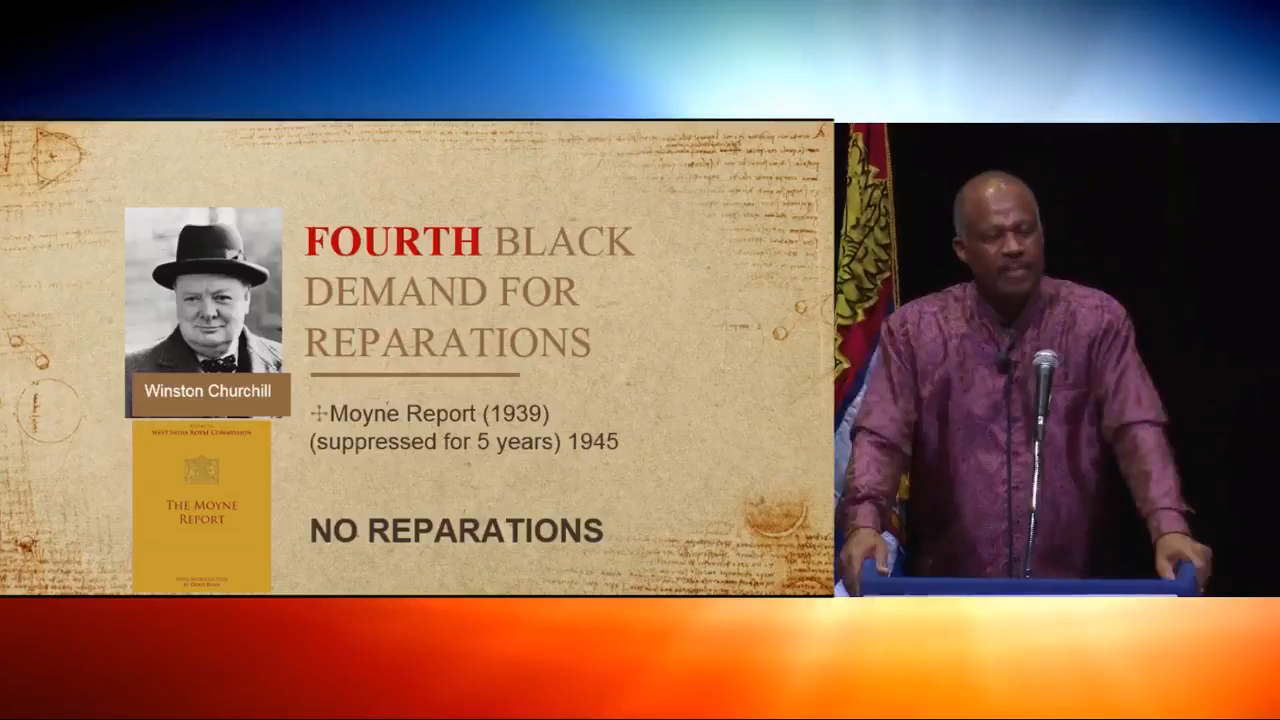 FOURTH BLACK
DEMAND FOR
REPARATIONS
Winston Churchill
✢Moyne Report (1939)
(suppressed for 5 years) 1945
WEST INDIA ROYAL COMMISSION
THE MOYNE
REPORT
NO REPARATIONS